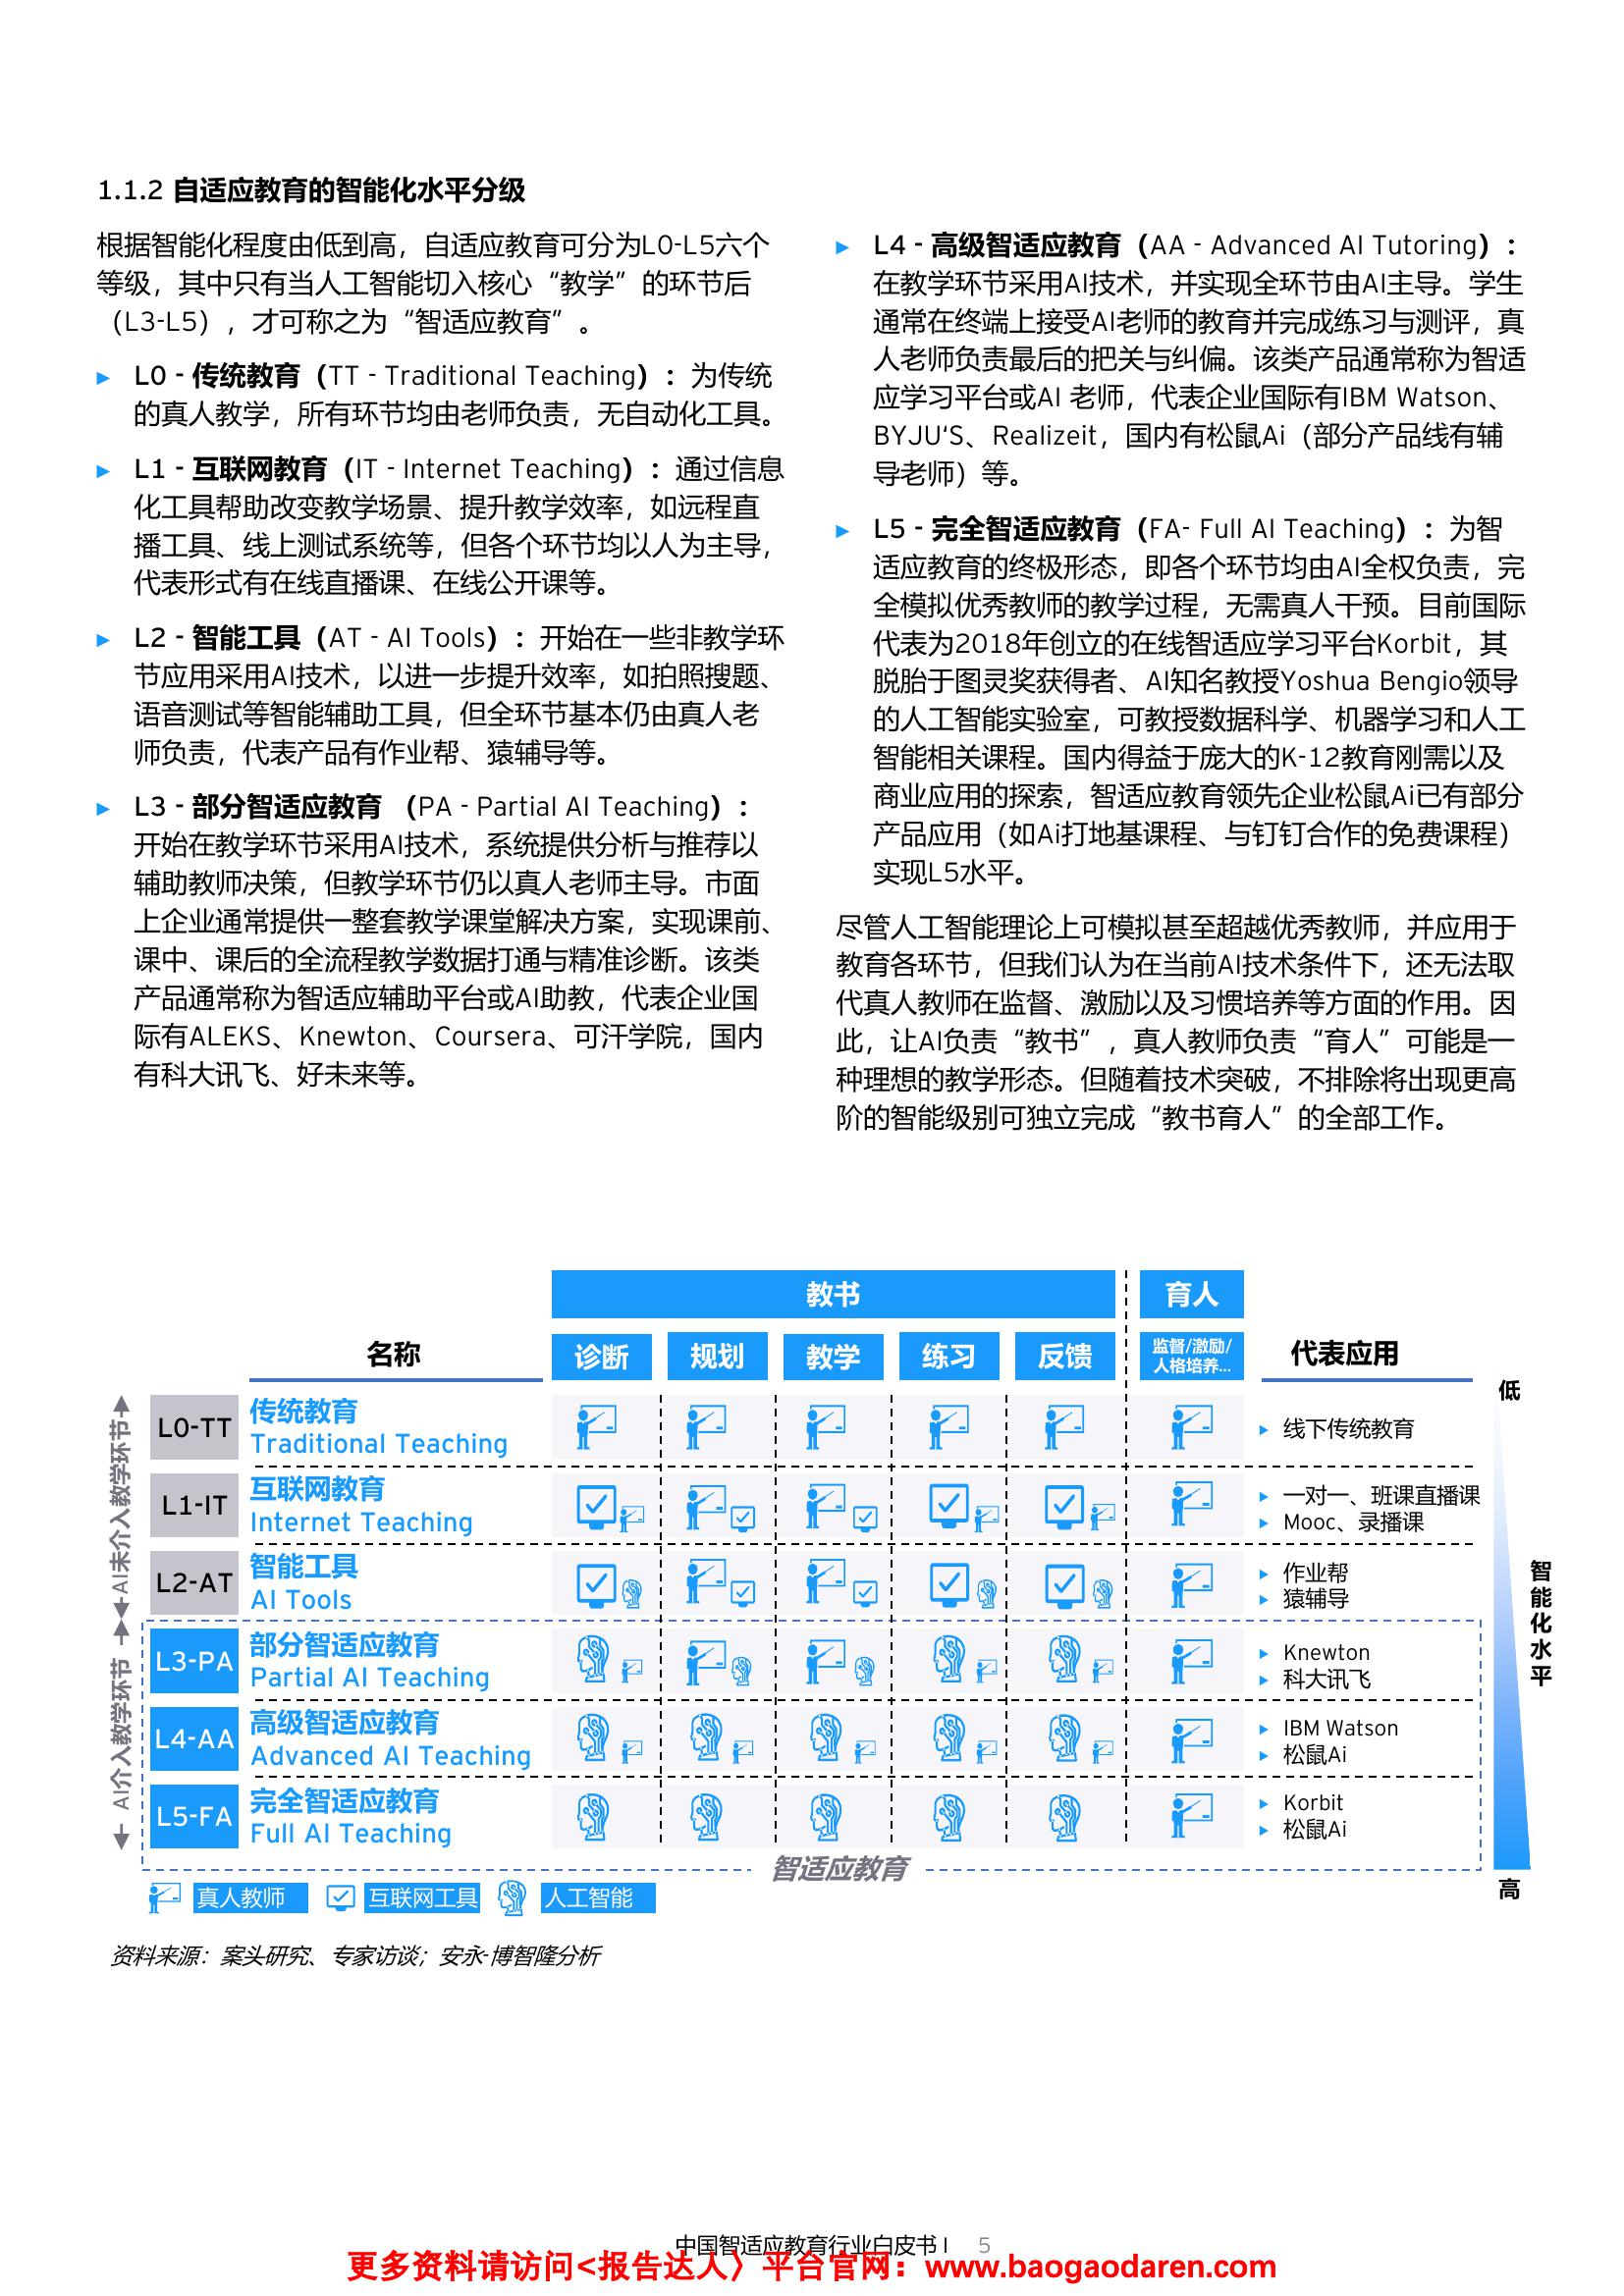 1.1.2 自适应教育的智能化水平分级
根据智能化程度由低到高，自适应教育可分为L0-L5六个
等级，其中只有当人工智能切入核心“教学”的环节后
（L3-L5），才可称之为“智适应教育”。
► L0 - 传统教育（TT - Traditional Teaching）：为传统
的真人教学，所有环节均由老师负责，无自动化工具。
► L1 - 互联网教育（IT - Internet Teaching）：通过信息
化工具帮助改变教学场景、提升教学效率，如远程直
播工具、线上测试系统等，但各个环节均以人为主导，
代表形式有在线直播课、在线公开课等。
► L2 - 智能工具（AT - AI Tools）：开始在一些非教学环
节应用采用AI技术，以进一步提升效率，如拍照搜题、
语音测试等智能辅助工具，但全环节基本仍由真人老
师负责，代表产品有作业帮、猿辅导等。
► L3 - 部分智适应教育 （PA - Partial AI Teaching）：
开始在教学环节采用AI技术，系统提供分析与推荐以
辅助教师决策，但教学环节仍以真人老师主导。市面
上企业通常提供一整套教学课堂解决方案，实现课前、
课中、课后的全流程教学数据打通与精准诊断。该类
产品通常称为智适应辅助平台或AI助教，代表企业国
际有ALEKS、Knewton、Coursera、可汗学院，国内
有科大讯飞、好未来等。
► L4 - 高级智适应教育（AA - Advanced AI Tutoring）：
在教学环节采用AI技术，并实现全环节由AI主导。学生
通常在终端上接受AI老师的教育并完成练习与测评，真
人老师负责最后的把关与纠偏。该类产品通常称为智适
应学习平台或AI 老师，代表企业国际有IBM Watson、
BYJU‘S、Realizeit，国内有松鼠Ai（部分产品线有辅
导老师）等。
► L5 - 完全智适应教育（FA- Full AI Teaching）：为智
适应教育的终极形态，即各个环节均由AI全权负责，完
全模拟优秀教师的教学过程，无需真人干预。目前国际
代表为2018年创立的在线智适应学习平台Korbit，其
脱胎于图灵奖获得者、AI知名教授Yoshua Bengio领导
的人工智能实验室，可教授数据科学、机器学习和人工
智能相关课程。国内得益于庞大的K-12教育刚需以及
商业应用的探索，智适应教育领先企业松鼠Ai已有部分
产品应用（如Ai打地基课程、与钉钉合作的免费课程）
实现L5水平。
尽管人工智能理论上可模拟甚至超越优秀教师，并应用于
教育各环节，但我们认为在当前AI技术条件下，还无法取
代真人教师在监督、激励以及习惯培养等方面的作用。因
此，让AI负责“教书”，真人教师负责“育人”可能是一
种理想的教学形态。但随着技术突破，不排除将出现更高
阶的智能级别可独立完成“教书育人”的全部工作。
教书 育人
名称 诊断 规划 教学 练习 反馈 监督/激励/ 代表应用
人格培养...
低
L0-TT 传统教育
Traditional Teaching
► 线下传统教育
L1-IT 互联网教育
Internet Teaching
► 一对一、班课直播课
► Mooc、录播课
L2-AT 智能工具
AI Tools
► 作业帮
► 猿辅导
L3-PA 部分智适应教育
Partial AI Teaching
► Knewton
► 科大讯飞
L4-AA 高级智适应教育
Advanced AI Teaching
► IBM Watson
► 松鼠Ai
L5-FA 完全智适应教育
Full AI Teaching
► Korbit
► 松鼠Ai
AI未介入教学环节
AI介入教学环节
智能化水平
高
智适应教育
真人教师 互联网工具 人工智能
资料来源：案头研究、专家访谈；安永-博智隆分析
中国智适应教育行业白皮书 I 5
更多资料请访问<报告达人〉平台官网：www.baogaodaren.com